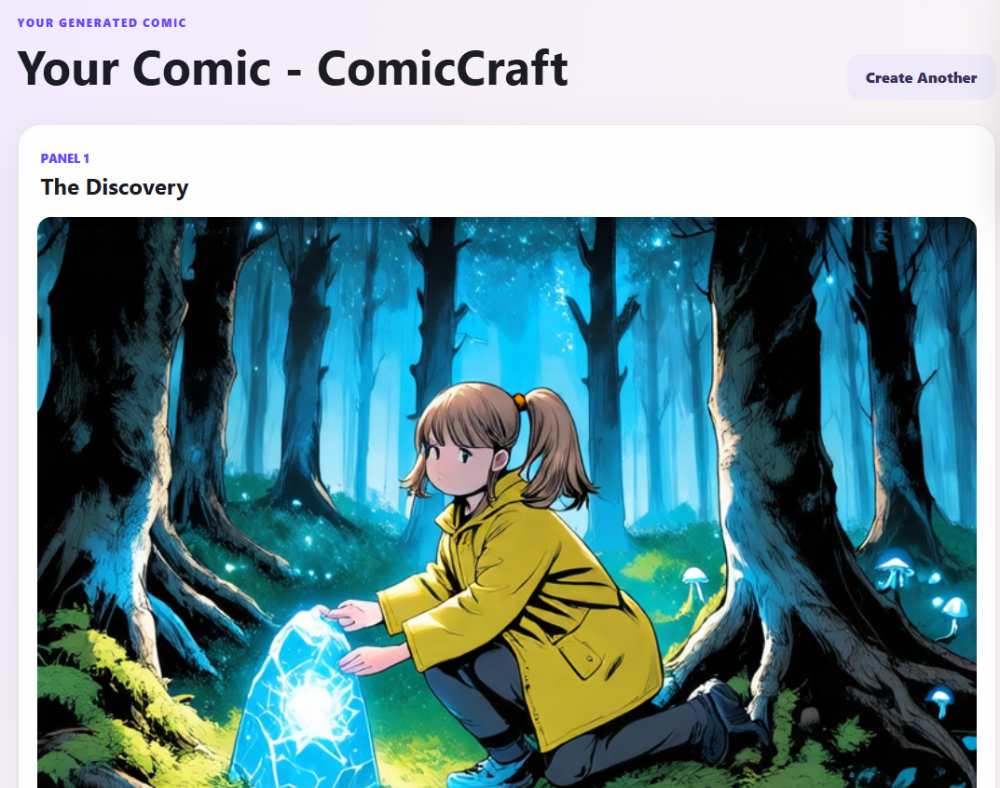 YOUR GENERATED COMIC
Your Comic - ComicCraft
Create Another
PANEL 1
The Discovery